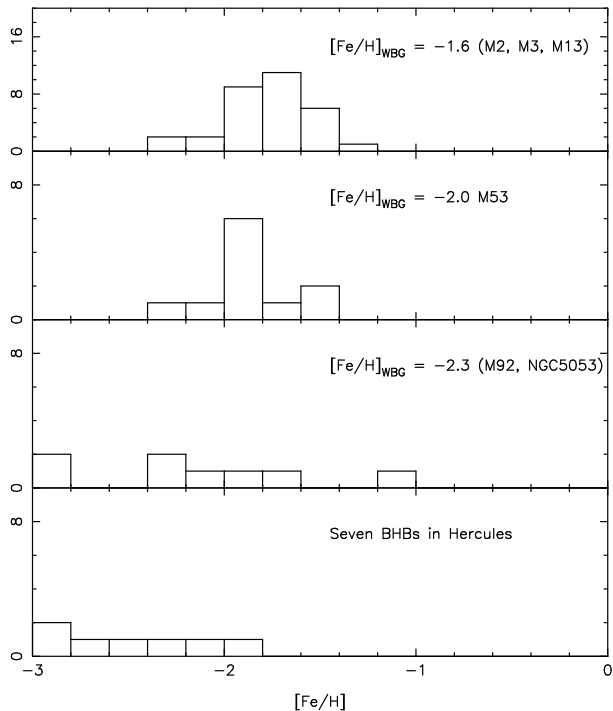 16
8
0
[Fe/H]WBG = −1.6 (M2, M3, M13)
8
0
[Fe/H]WBG = −2.0 M53
8
0
[Fe/H]WBG = −2.3 (M92, NGC5053)
8
0
Seven BHBs in Hercules
−3 −2 −1 0
[Fe/H]